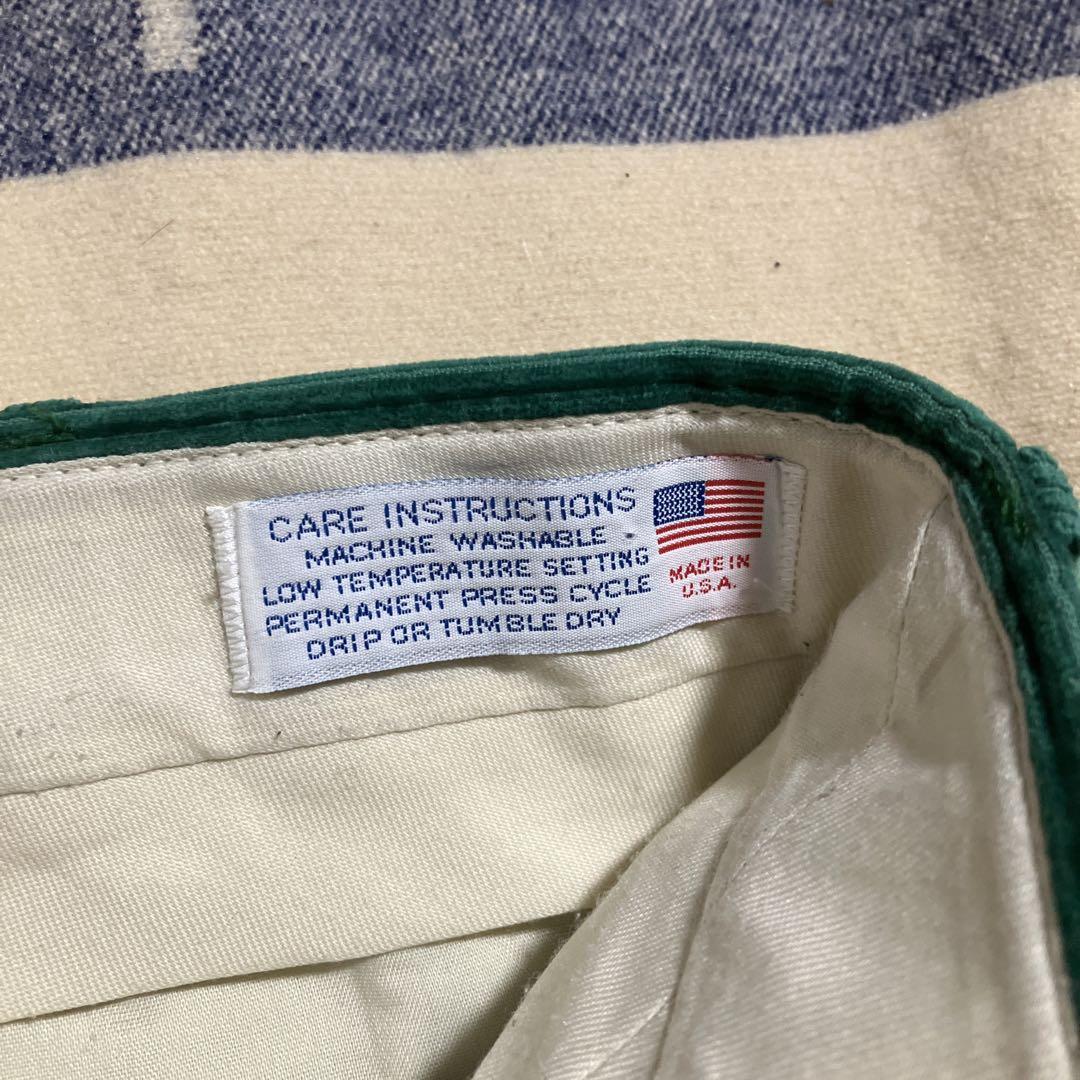 CARE INSTRUCTIONS
MACHINE WASHABLE
LOW TEMPERATURE SETTING
PERMANENT PRESS CYCLE
DRIP OR TUMBLE DRY
MADE IN
U.S.A.